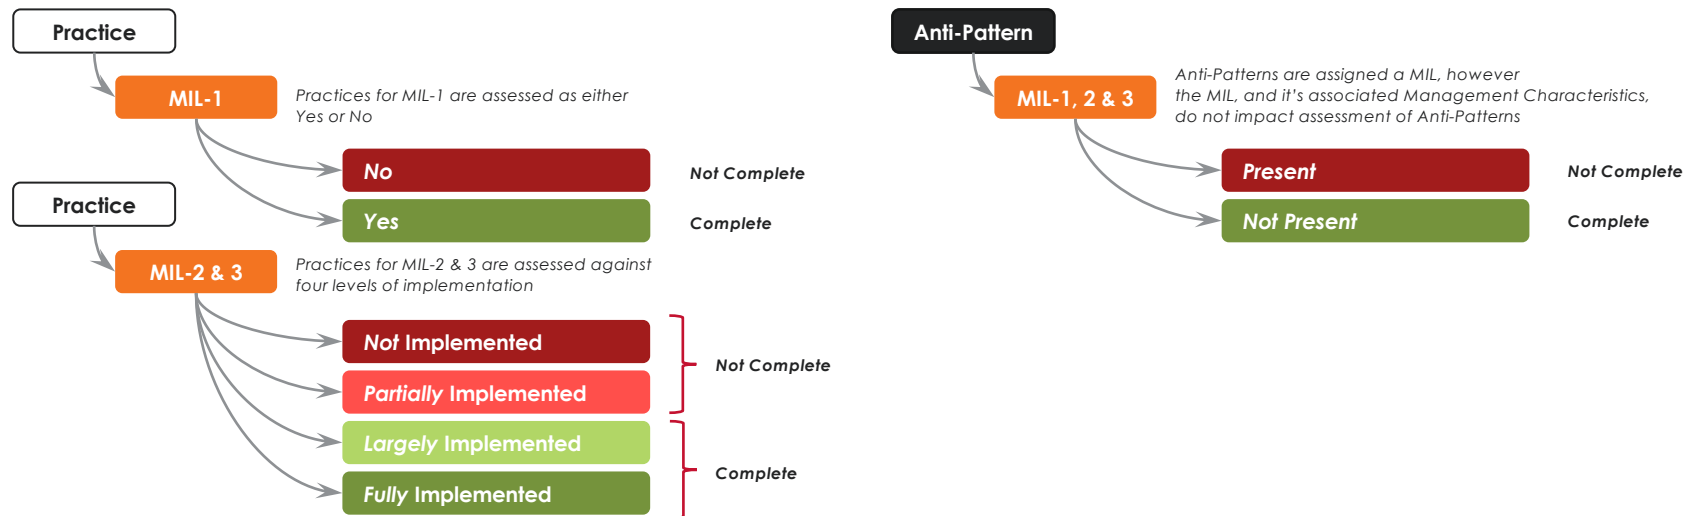 Practice
MIL-1
Practices for MIL-1 are assessed as either
Yes or No
No
Not Complete
Yes
Complete
Practice
MIL-2 & 3
Practices for MIL-2 & 3 are assessed against
four levels of implementation
Not Implemented
Partially Implemented
Not Complete
Largely Implemented
Fully Implemented
Complete
Anti-Pattern
MIL-1, 2 & 3
Anti-Patterns are assigned a MIL, however
the MIL, and it's associated Management Characteristics,
do not impact assessment of Anti-Patterns
Present
Not Complete
Not Present
Complete